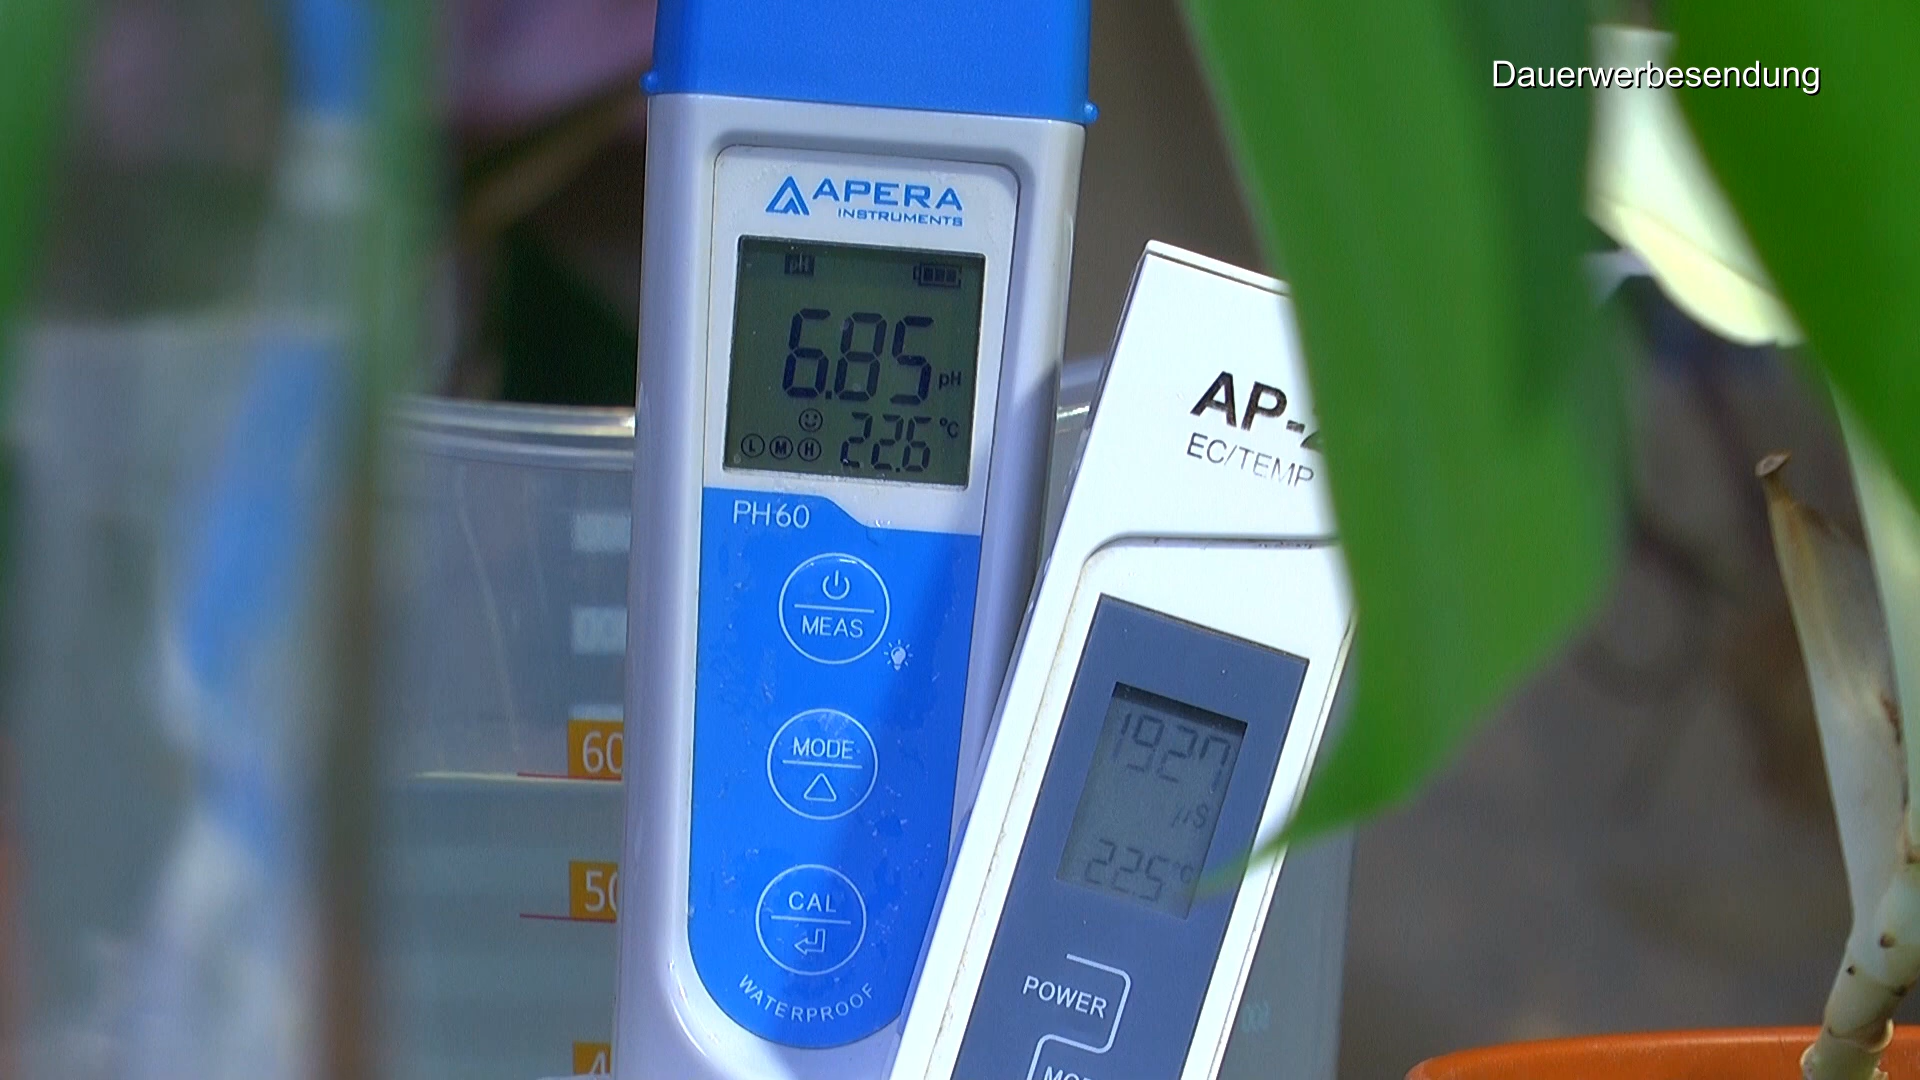 Dauerwerbesendung
APERA
INSTRUMENTS
pH
6.85 pH
L M H 22.6 °C
PH60
MEAS
MODE
CAL
WATERPROOF
AP-2
EC/TEMP
1927
µS
22.5 °C
POWER
60
50